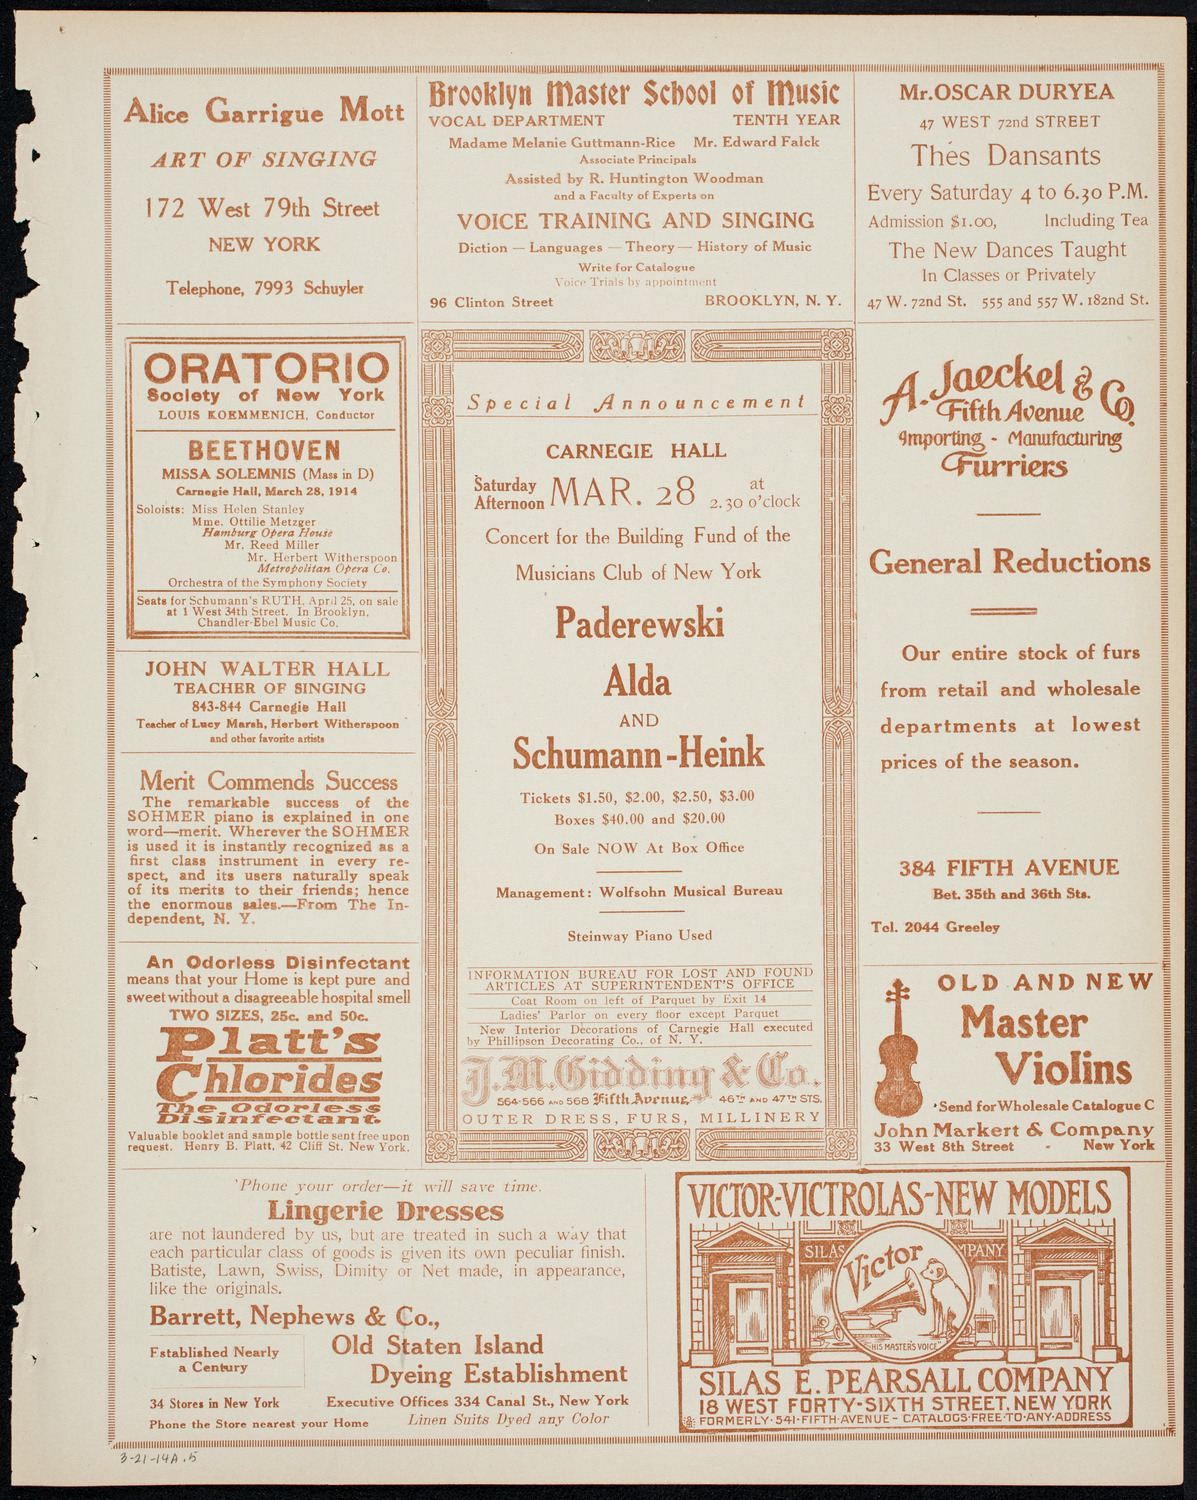 Alice Garrigue Mott
ART OF SINGING
172 West 79th Street
NEW YORK
Telephone, 7993 Schuyler
Brooklyn Master School of Music
VOCAL DEPARTMENT TENTH YEAR
Madame Melanie Guttmann-Rice Mr. Edward Falck
Associate Principals
Assisted by R. Huntington Woodman
and a Faculty of Experts on
VOICE TRAINING AND SINGING
Diction — Languages — Theory — History of Music
Write for Catalogue
Voice Trials by appointment
96 Clinton Street BROOKLYN, N. Y.
Mr. OSCAR DURYEA
47 WEST 72nd STREET
Thés Dansants
Every Saturday 4 to 6.30 P.M.
Admission $1.00, Including Tea
The New Dances Taught
In Classes or Privately
47 W. 72nd St. 555 and 557 W. 182nd St.
ORATORIO
Society of New York
LOUIS KOEMMENICH, Conductor
BEETHOVEN
MISSA SOLEMNIS (Mass in D)
Carnegie Hall, March 28, 1914
Soloists: Miss Helen Stanley
Mme. Ottilie Metzger
Hamburg Opera House
Mr. Reed Miller
Mr. Herbert Witherspoon
Metropolitan Opera Co.
Orchestra of the Symphony Society
Seats for Schumann's RUTH, April 25, on sale
at 1 West 34th Street. In Brooklyn,
Chandler-Ebel Music Co.
JOHN WALTER HALL
TEACHER OF SINGING
843-844 Carnegie Hall
Teacher of Lucy Marsh, Herbert Witherspoon
and other favorite artists
Merit Commends Success
The remarkable success of the
SOHMER piano is explained in one
word—merit. Wherever the SOHMER
is used it is instantly recognized as a
first class instrument in every re-
spect, and its users naturally speak
of its merits to their friends; hence
the enormous sales.—From The In-
dependent, N. Y.
An Odorless Disinfectant
means that your Home is kept pure and
sweet without a disagreeable hospital smell
TWO SIZES, 25c. and 50c.
Platt's
Chlorides
The Odorless
Disinfectant.
Valuable booklet and sample bottle sent free upon
request. Henry B. Platt, 42 Cliff St. New York.
Special Announcement
CARNEGIE HALL
Saturday Afternoon MAR. 28 at 2.30 o'clock
Concert for the Building Fund of the
Musicians Club of New York
Paderewski
Alda
AND
Schumann-Heink
Tickets $1.50, $2.00, $2.50, $3.00
Boxes $40.00 and $20.00
On Sale NOW At Box Office
Management: Wolfsohn Musical Bureau
Steinway Piano Used
INFORMATION BUREAU FOR LOST AND FOUND
ARTICLES AT SUPERINTENDENT'S OFFICE
Coat Room on left of Parquet by Exit 14
Ladies' Parlor on every floor except Parquet
New Interior Decorations of Carnegie Hall executed
by Phillipson Decorating Co., of N. Y.
J.M. Gidding & Co.
564-566 AND 568 Fifth Avenue 46TH AND 47TH STS.
OUTER DRESS, FURS, MILLINERY
A. Jaeckel & Co.
Fifth Avenue
Importing - Manufacturing
Furriers
General Reductions
Our entire stock of furs
from retail and wholesale
departments at lowest
prices of the season.
384 FIFTH AVENUE
Bet. 35th and 36th Sts.
Tel. 2044 Greeley
OLD AND NEW
Master
Violins
Send for Wholesale Catalogue C
John Markert & Company
33 West 8th Street - New York
'Phone your order—it will save time.
Lingerie Dresses
are not laundered by us, but are treated in such a way that
each particular class of goods is given its own peculiar finish.
Batiste, Lawn, Swiss, Dimity or Net made, in appearance,
like the originals.
Barrett, Nephews & Co.,
Old Staten Island
Dyeing Establishment
Established Nearly
a Century
34 Stores in New York Executive Offices 334 Canal St., New York
Phone the Store nearest your Home Linen Suits Dyed any Color
VICTOR-VICTROLAS-NEW MODELS
SILAS MPANY
Victor
"HIS MASTER'S VOICE"
SILAS E. PEARSALL COMPANY
18 WEST FORTY-SIXTH STREET, NEW YORK
FORMERLY·541·FIFTH·AVENUE - CATALOGS·FREE·TO·ANY·ADDRESS
3-21-14A.5